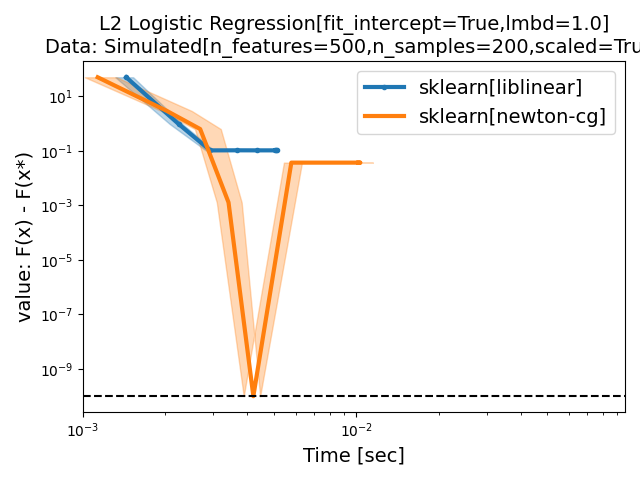 L2 Logistic Regression[fit_intercept=True,lmbd=1.0]
Data: Simulated[n_features=500,n_samples=200,scaled=Tru
sklearn[liblinear]
sklearn[newton-cg]
value: F(x) - F(x*)
10¹
10⁻¹
10⁻³
10⁻⁵
10⁻⁷
10⁻⁹
10⁻³
10⁻²
Time [sec]